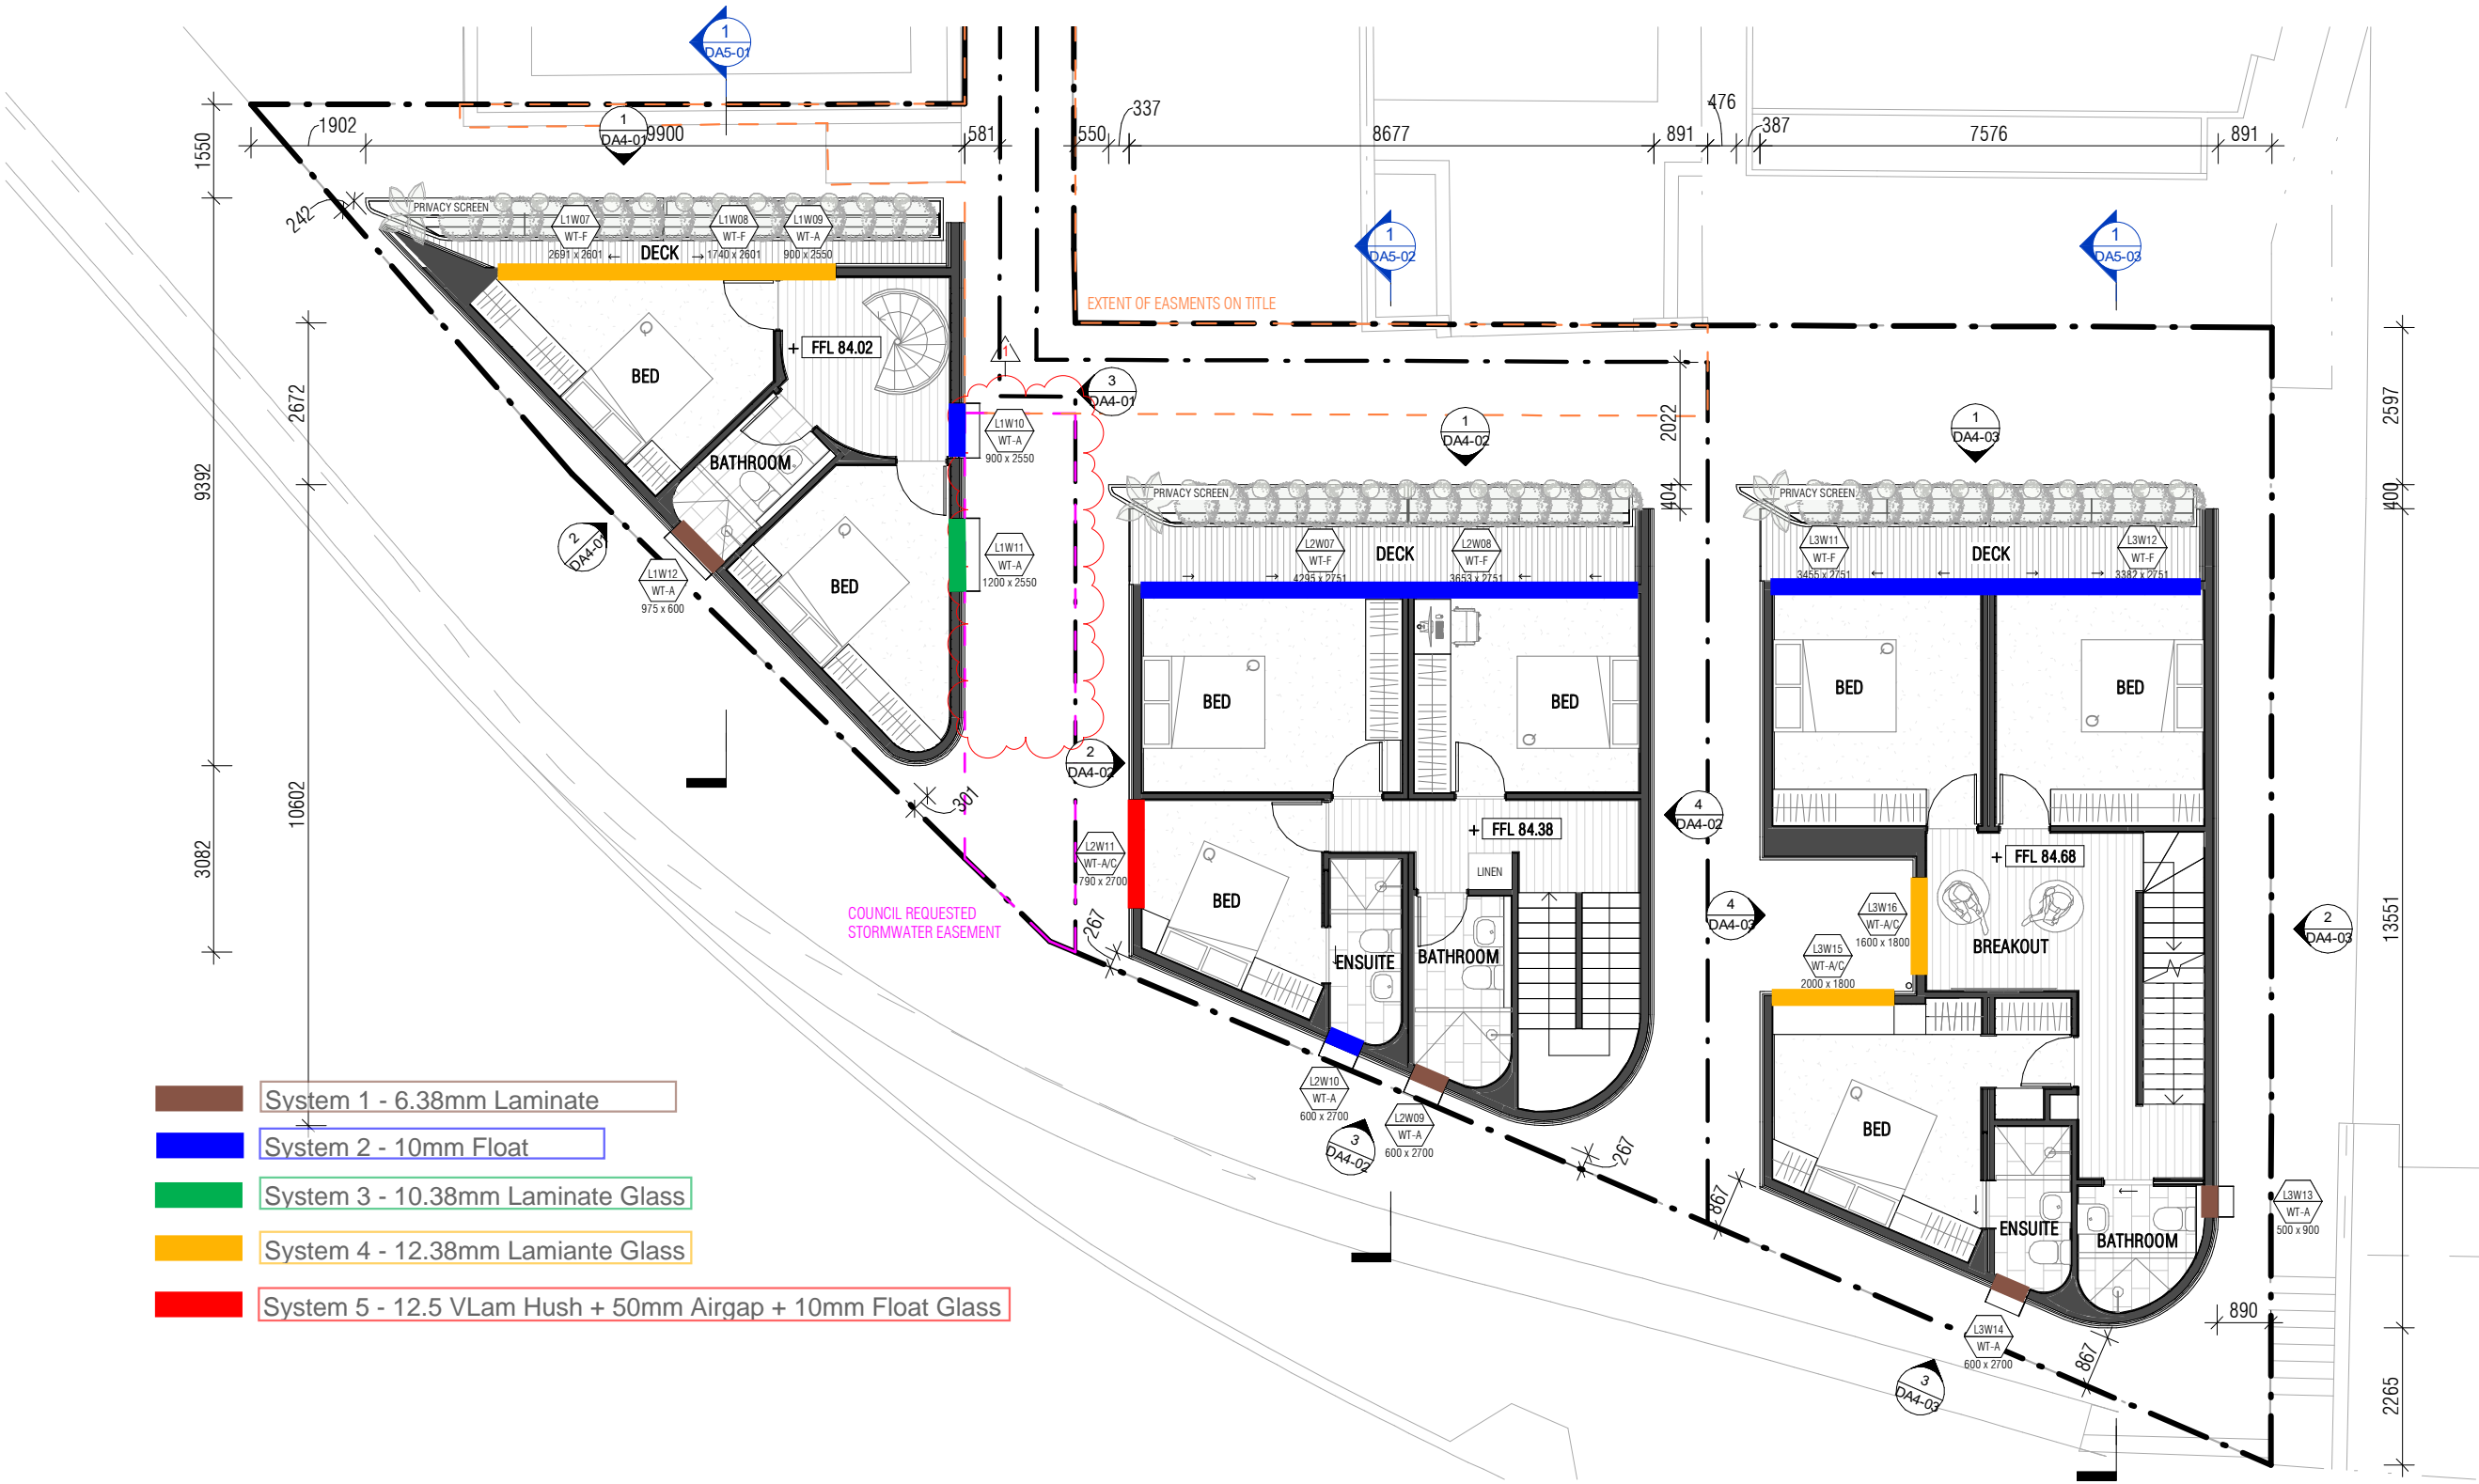 1
DA5-01
1902
1
DA4-01
9900
581
550
337
8677
891
476
387
7576
891
1550
242
PRIVACY SCREEN
L1W07
WT-F
2691 x 2601
L1W08
WT-F
1740 x 2601
L1W09
WT-A
900 x 2550
DECK
1
DA5-02
1
DA5-03
EXTENT OF EASMENTS ON TITLE
FFL 84.02
BED
1
3
DA4-01
2672
9392
L1W10
WT-A
900 x 2550
BATHROOM
1
DA4-02
2022
1
DA4-03
2597
PRIVACY SCREEN
404
PRIVACY SCREEN
400
2
DA4-01
L1W12
WT-A
975 x 600
BED
L1W11
WT-A
1200 x 2550
L2W07
WT-F
4295 x 2751
DECK
L2W08
WT-F
3653 x 2751
L3W11
WT-F
3455 x 2751
DECK
L3W12
WT-F
3382 x 2751
BED
BED
BED
BED
10602
301
2
DA4-02
4
DA4-02
FFL 84.38
LINEN
FFL 84.68
3082
L2W11
WT-A/C
790 x 2700
BED
COUNCIL REQUESTED
STORMWATER EASEMENT
267
ENSUITE
BATHROOM
4
DA4-03
L3W16
WT-A/C
1600 x 1800
BREAKOUT
L3W15
WT-A/C
2000 x 1800
2
DA4-03
13551
L2W10
WT-A
600 x 2700
L2W09
WT-A
600 x 2700
3
DA4-02
267
867
BED
ENSUITE
BATHROOM
L3W13
WT-A
500 x 900
890
L3W14
WT-A
600 x 2700
867
3
DA4-03
2265
System 1 - 6.38mm Laminate
System 2 - 10mm Float
System 3 - 10.38mm Laminate Glass
System 4 - 12.38mm Lamiante Glass
System 5 - 12.5 VLam Hush + 50mm Airgap + 10mm Float Glass